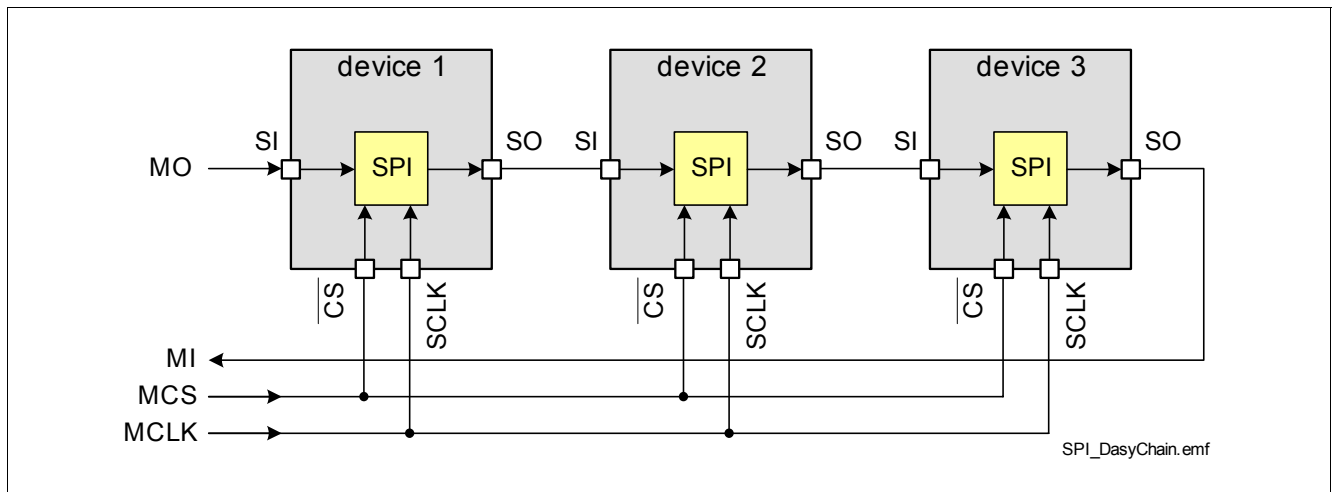 device 1
device 2
device 3
SI
SO
SI
SO
SI
SO
MO
SPI
SPI
SPI
CS
SCLK
CS
SCLK
CS
SCLK
MI
MCS
MCLK
SPI_DasyChain.emf